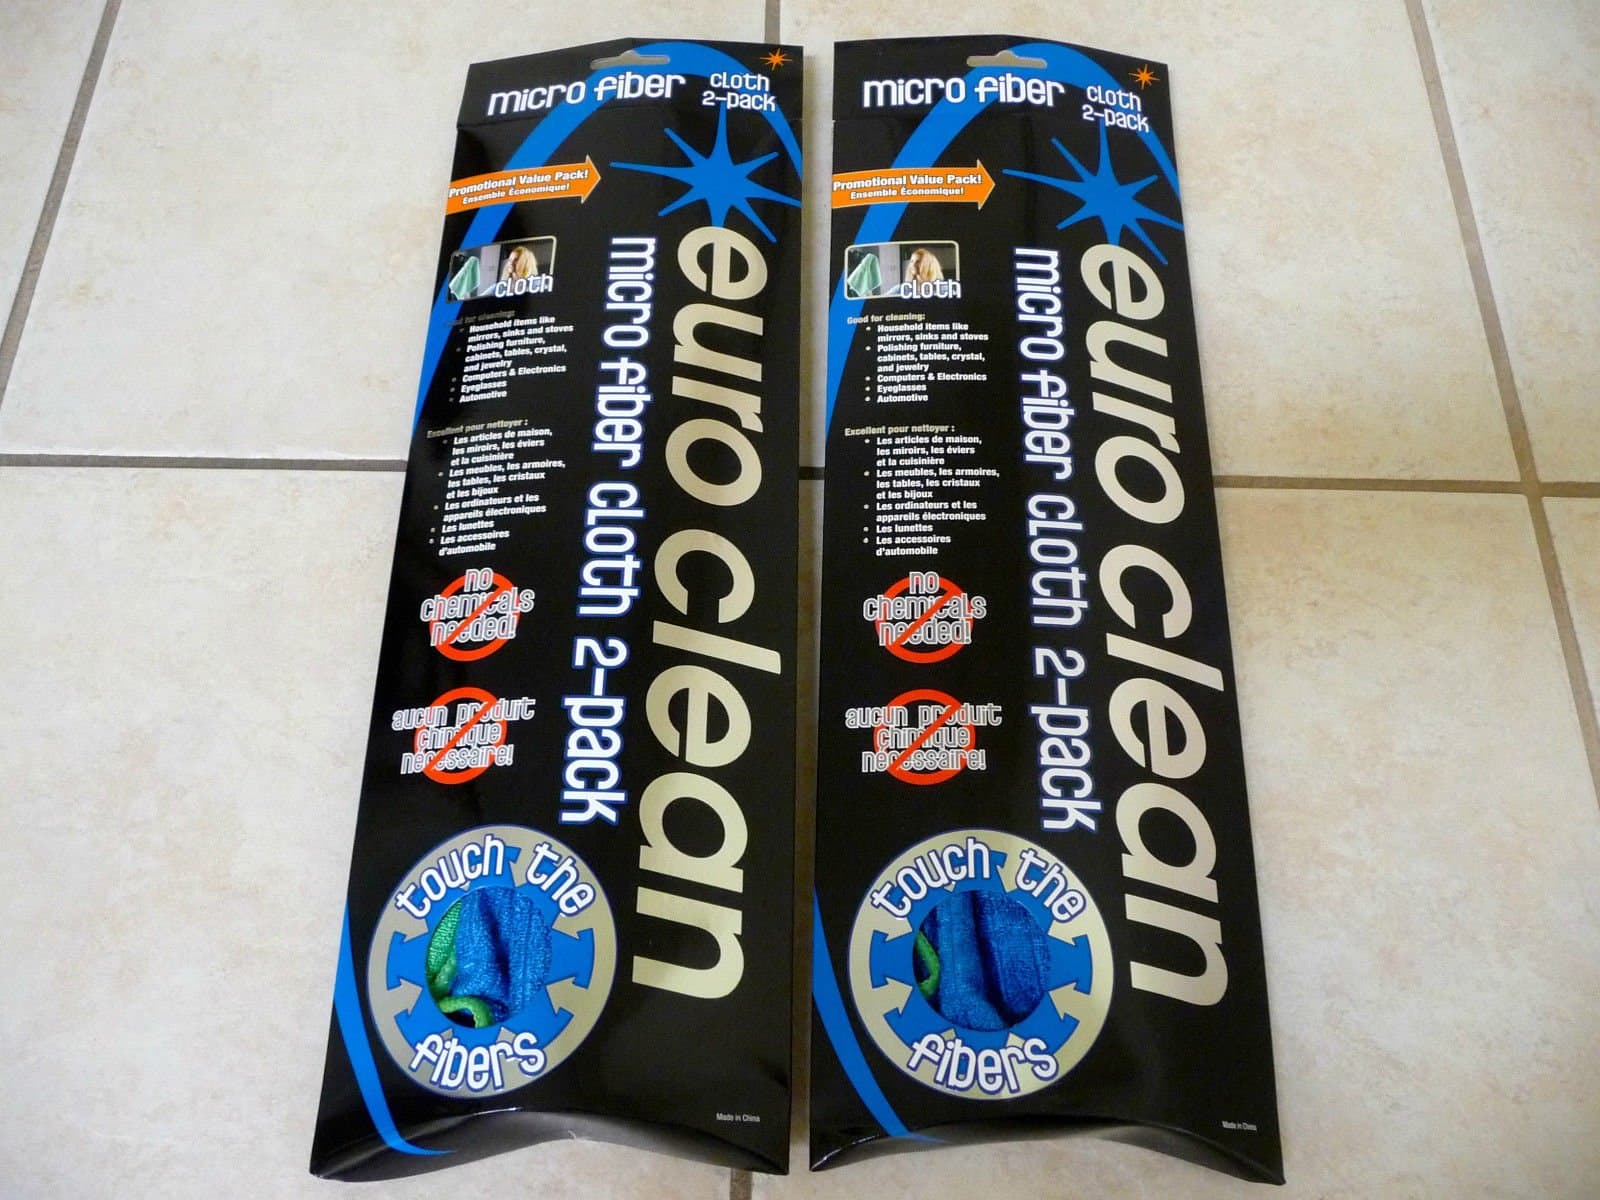 micro fiber
cloth
2-pack
Promotional Value Pack!
Ensemble Économique!
cloth
Good for cleaning:
• Household items like
mirrors, sinks and stoves
• Polishing furniture,
cabinets, tables, crystal,
and jewelry
• Computers & Electronics
• Eyeglasses
• Automotive
Excellent pour nettoyer :
• Les articles de maison,
les miroirs, les éviers
et la cuisinière
• Les meubles, les armoires,
les tables, les cristaux
et les bijoux
• Les ordinateurs et les
appareils électroniques
• Les lunettes
• Les accessoires
d'automobile
no
chemicals
needed!
aucun produit
chimique
nécessaire!
micro fiber cloth 2-pack
euro clean
touch the
fibers
Made in China
micro fiber
cloth
2-pack
Promotional Value Pack!
Ensemble Économique!
cloth
Good for cleaning:
• Household items like
mirrors, sinks and stoves
• Polishing furniture,
cabinets, tables, crystal,
and jewelry
• Computers & Electronics
• Eyeglasses
• Automotive
Excellent pour nettoyer :
• Les articles de maison,
les miroirs, les éviers
et la cuisinière
• Les meubles, les armoires,
les tables, les cristaux
et les bijoux
• Les ordinateurs et les
appareils électroniques
• Les lunettes
• Les accessoires
d'automobile
no
chemicals
needed!
aucun produit
chimique
nécessaire!
micro fiber cloth 2-pack
euro clean
touch the
fibers
Made in China